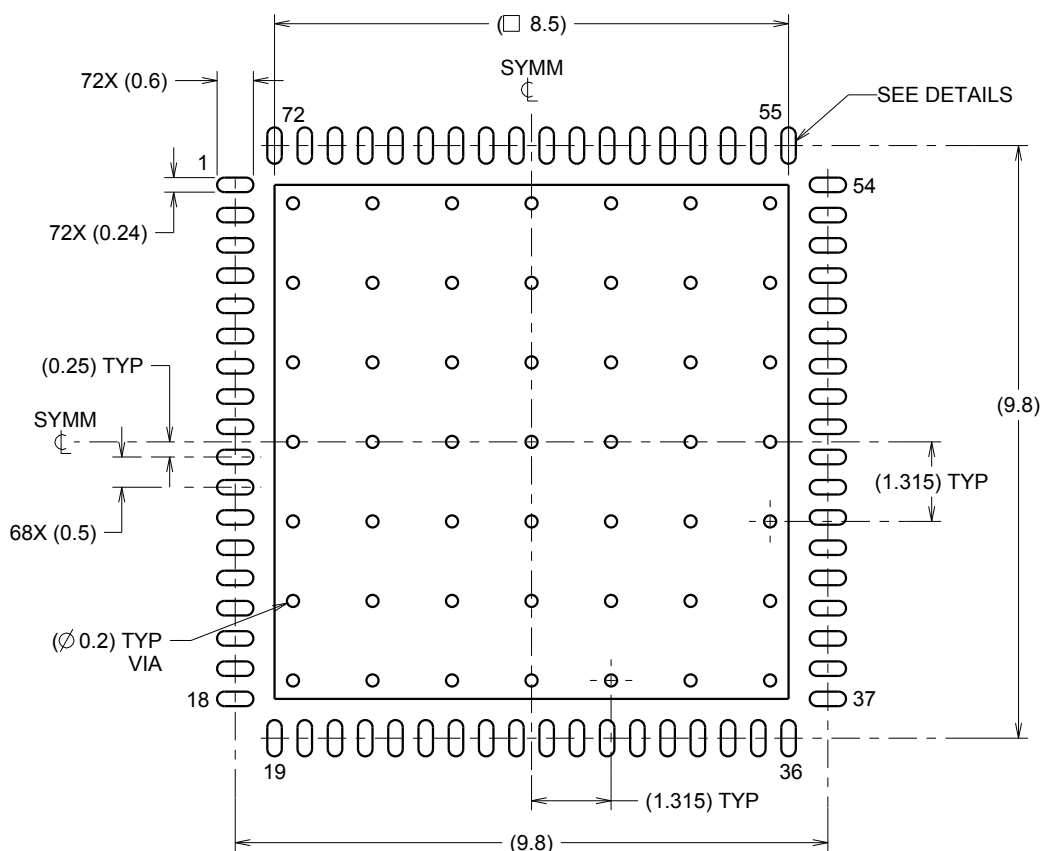 (□ 8.5)
SYMM
℄
72X (0.6)
SEE DETAILS
72
55
1
54
72X (0.24)
(0.25) TYP
SYMM
℄
(9.8)
(1.315) TYP
68X (0.5)
(∅ 0.2) TYP
VIA
18
37
19
36
(1.315) TYP
(9.8)